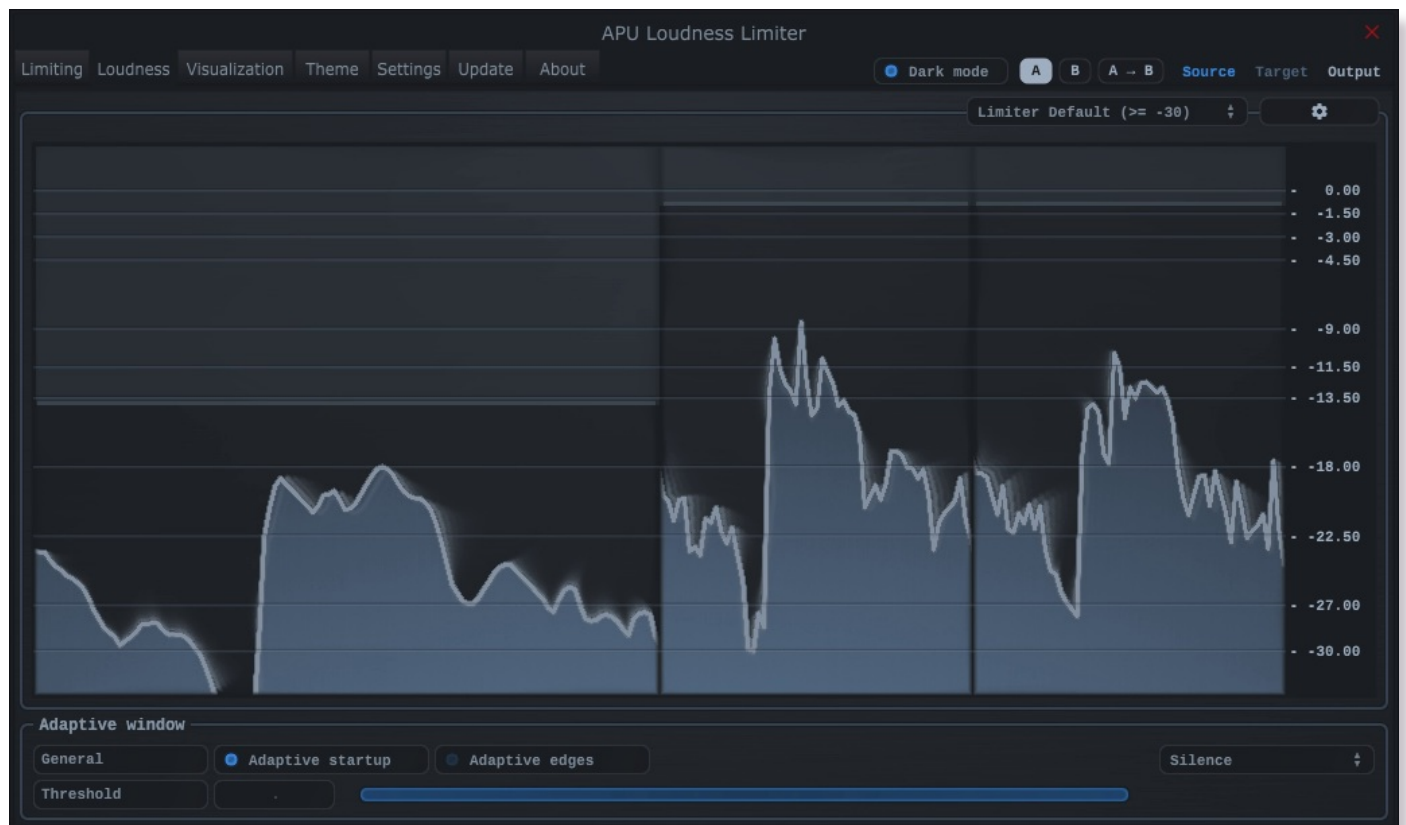 APU Loudness Limiter
Limiting Loudness Visualization Theme Settings Update About
Dark mode A B A → B Source Target Output
Limiter Default (>= -30)
- 0.00
- -1.50
- -3.00
- -4.50
- -9.00
- -11.50
- -13.50
- -18.00
- -22.50
- -27.00
- -30.00
Adaptive window
General Adaptive startup Adaptive edges Silence
Threshold .